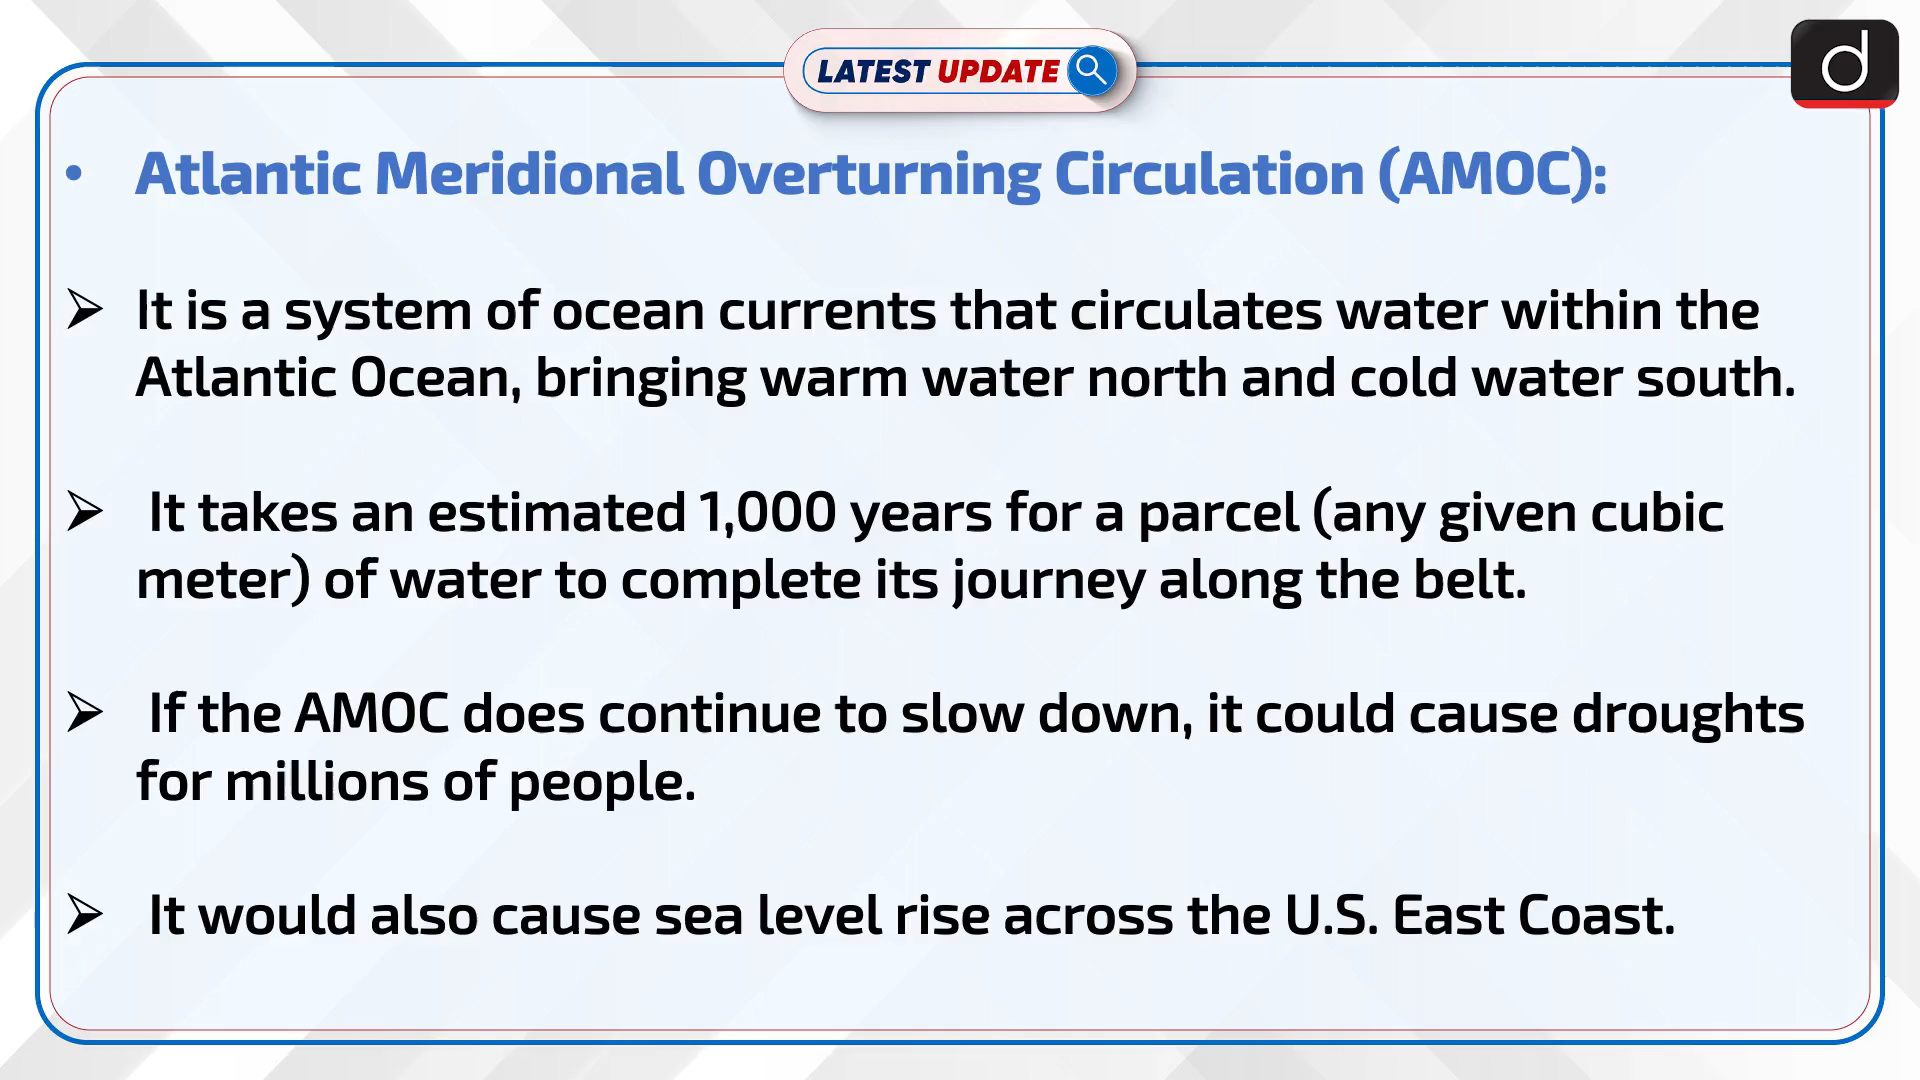 LATEST UPDATE
d
• Atlantic Meridional Overturning Circulation (AMOC):
➢ It is a system of ocean currents that circulates water within the
Atlantic Ocean, bringing warm water north and cold water south.
➢ It takes an estimated 1,000 years for a parcel (any given cubic
meter) of water to complete its journey along the belt.
➢ If the AMOC does continue to slow down, it could cause droughts
for millions of people.
➢ It would also cause sea level rise across the U.S. East Coast.